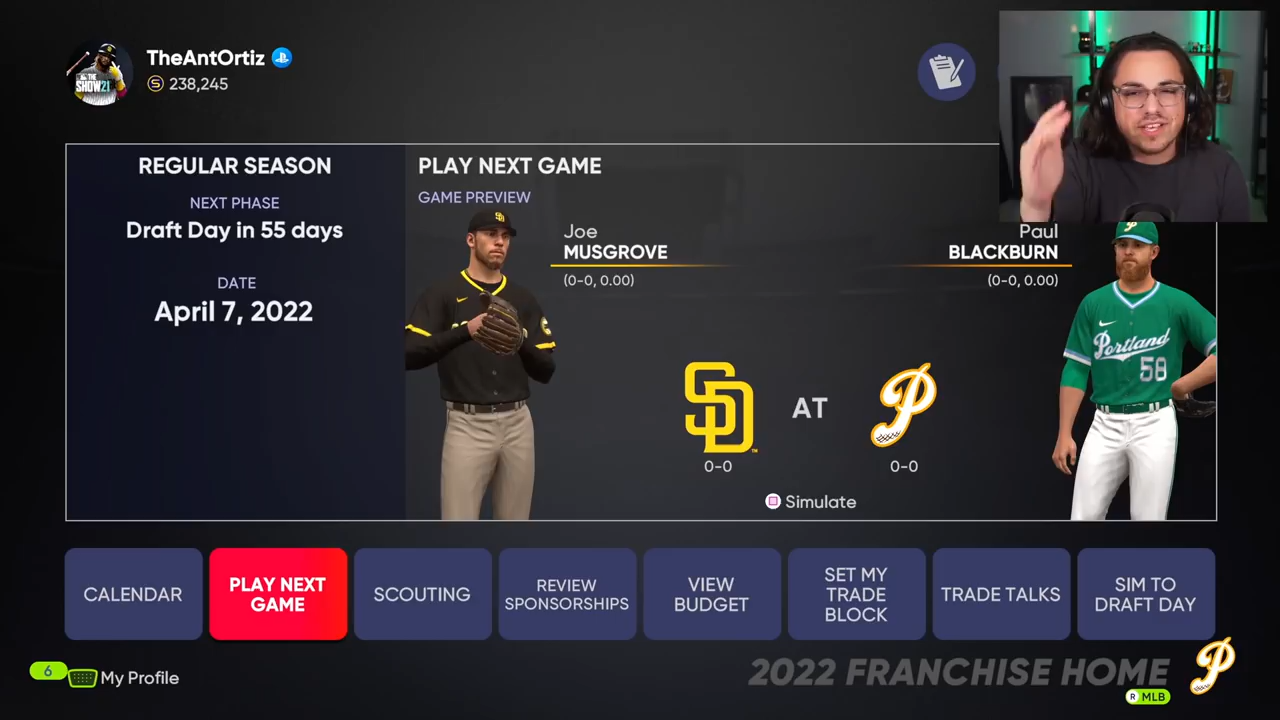 TheAntOrtiz
238,245
THE
SHOW21
REGULAR SEASON
NEXT PHASE
Draft Day in 55 days
DATE
April 7, 2022
PLAY NEXT GAME
GAME PREVIEW
Joe
MUSGROVE
(0-0, 0.00)
Paul
BLACKBURN
(0-0, 0.00)
Portland
58
SD
AT
P
0-0
0-0
Simulate
CALENDAR
PLAY NEXT
GAME
SCOUTING
REVIEW
SPONSORSHIPS
VIEW
BUDGET
SET MY
TRADE
BLOCK
TRADE TALKS
SIM TO
DRAFT DAY
6
My Profile
2022 FRANCHISE HOME
P
R MLB